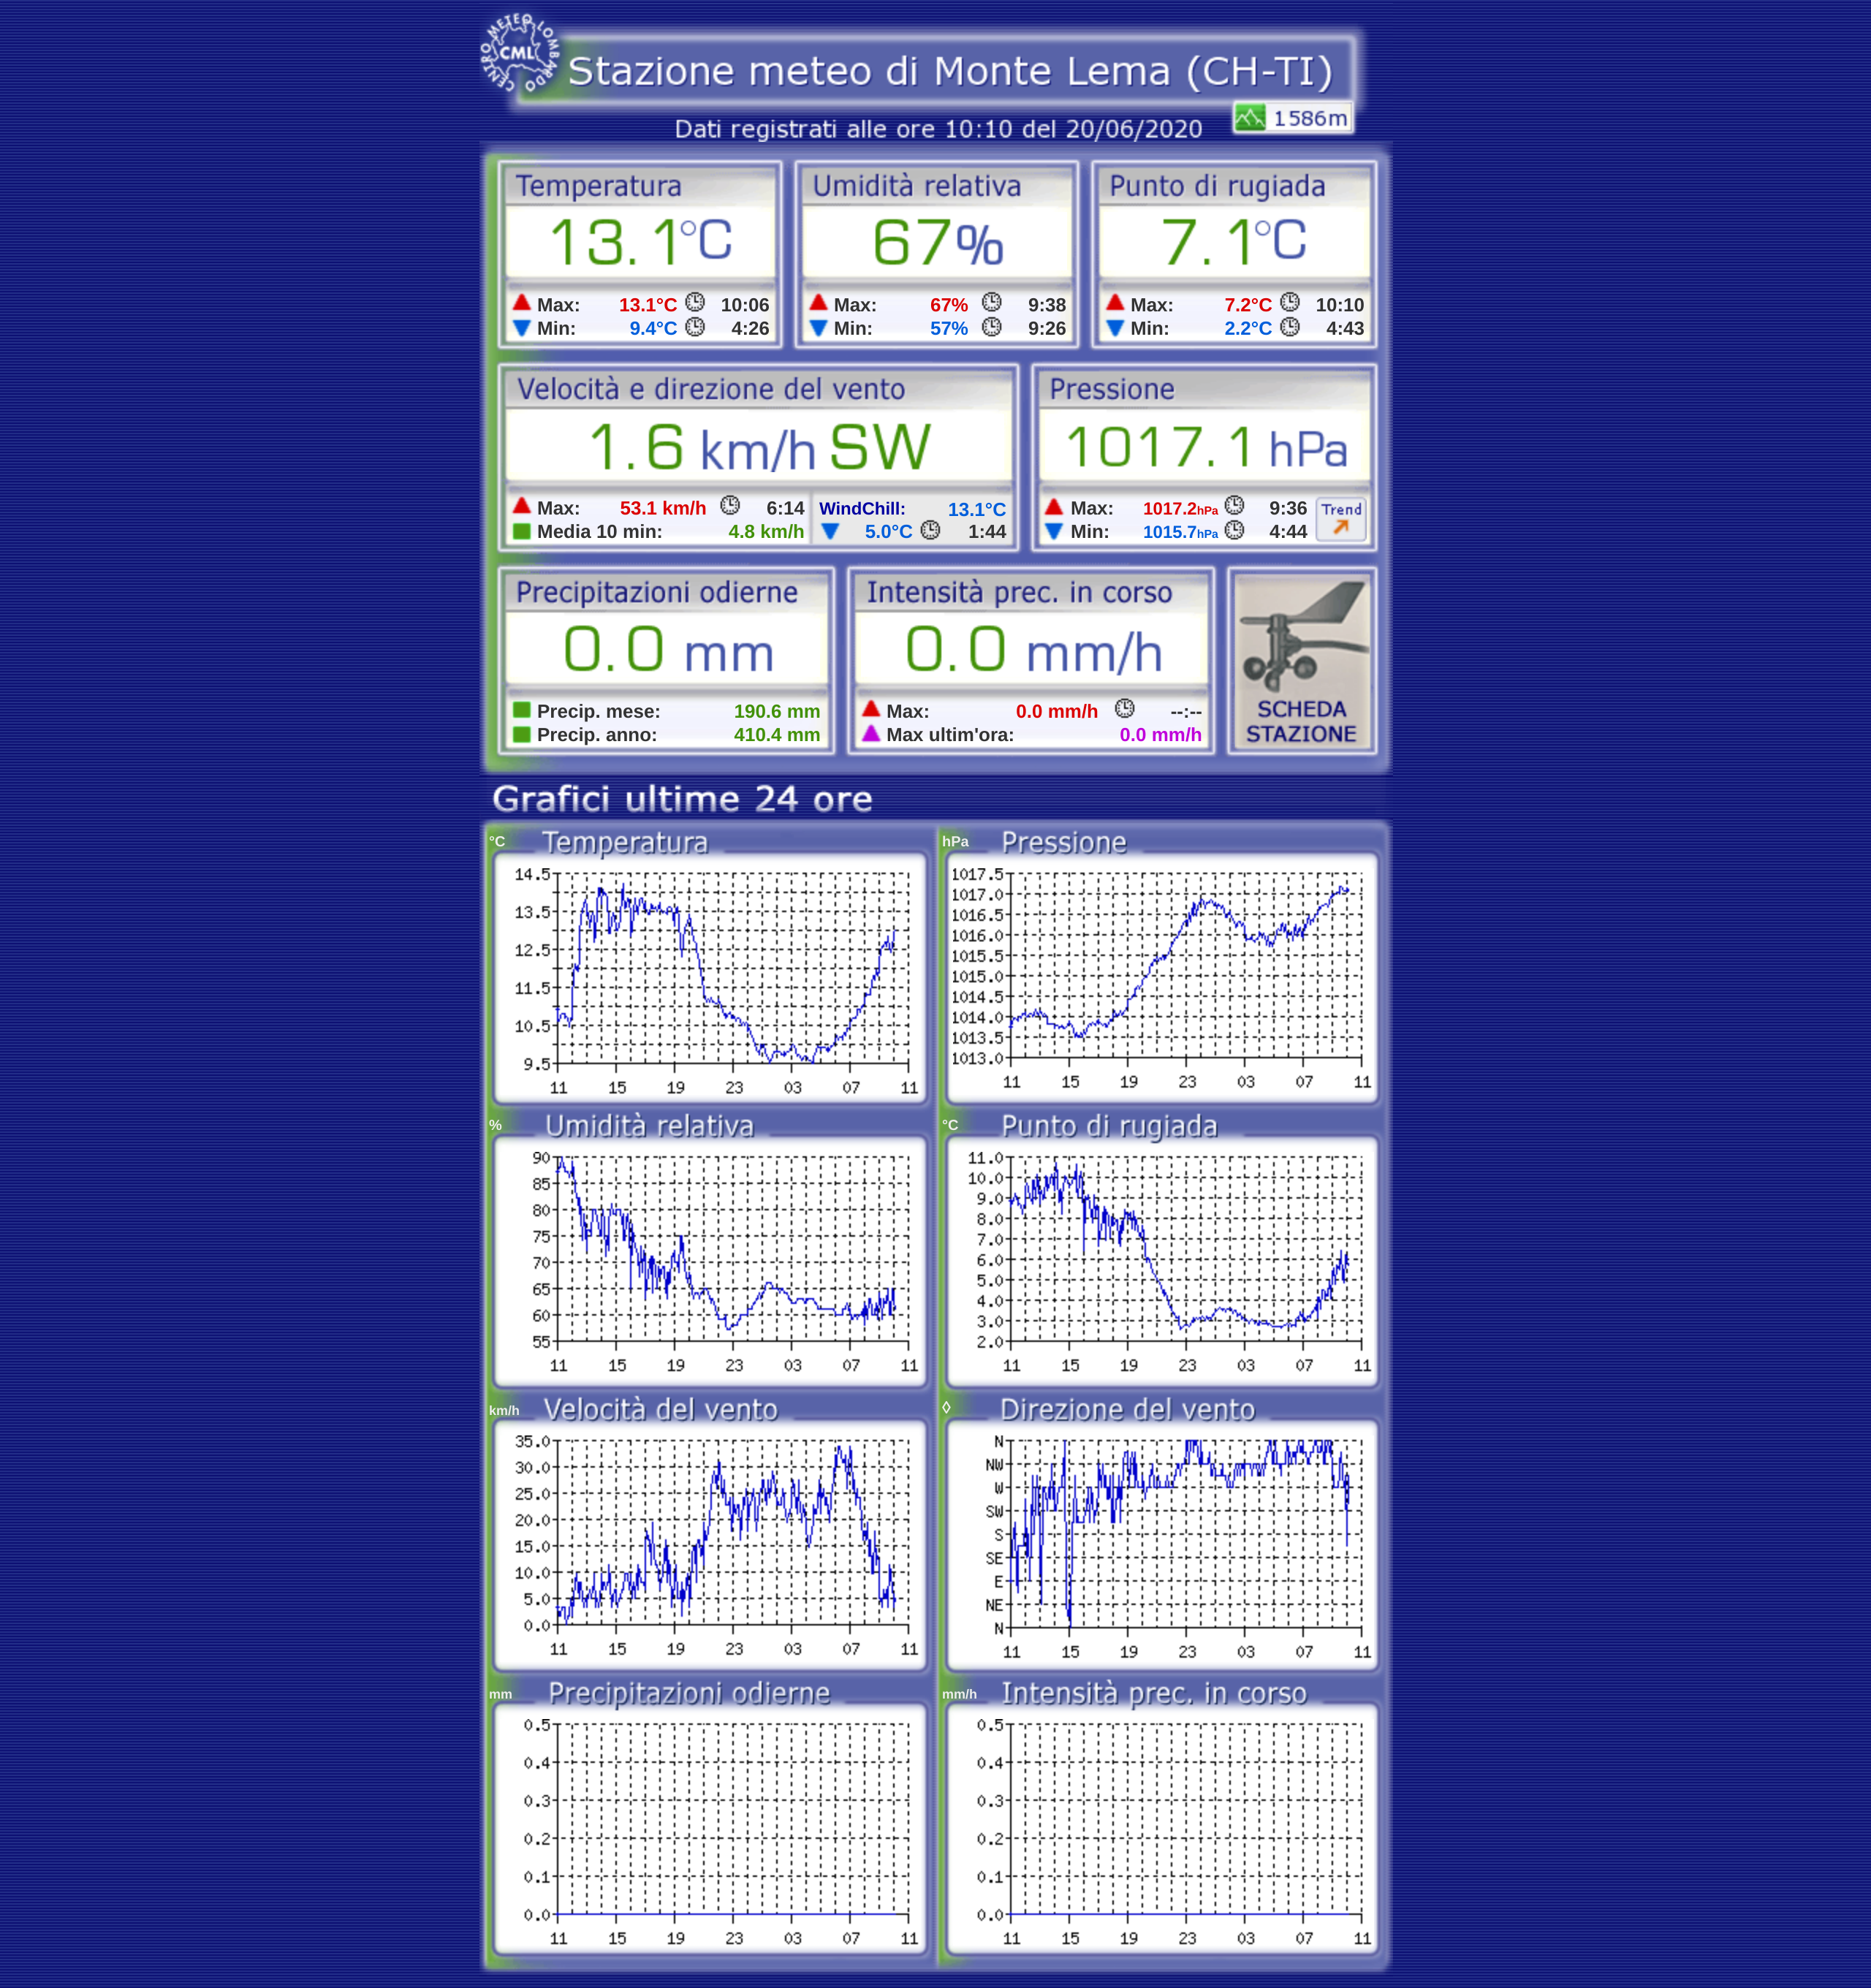 CENTRO METEO LOMBARDO
CML
Stazione meteo di Monte Lema (CH-TI)
1586m
Dati registrati alle ore 10:10 del 20/06/2020
Temperatura
13.1°C
Max: 13.1°C 10:06
Min: 9.4°C 4:26
Umidità relativa
67%
Max: 67% 9:38
Min: 57% 9:26
Punto di rugiada
7.1°C
Max: 7.2°C 10:10
Min: 2.2°C 4:43
Velocità e direzione del vento
1.6 km/h SW
Max: 53.1 km/h 6:14
Media 10 min: 4.8 km/h
WindChill: 13.1°C
5.0°C 1:44
Pressione
1017.1 hPa
Max: 1017.2hPa 9:36
Min: 1015.7hPa 4:44
Trend
Precipitazioni odierne
0.0 mm
Precip. mese: 190.6 mm
Precip. anno: 410.4 mm
Intensità prec. in corso
0.0 mm/h
Max: 0.0 mm/h --:--
Max ultim'ora: 0.0 mm/h
SCHEDA
STAZIONE
Grafici ultime 24 ore
°C Temperatura
14.5
13.5
12.5
11.5
10.5
9.5
11 15 19 23 03 07 11
hPa Pressione
1017.5
1017.0
1016.5
1016.0
1015.5
1015.0
1014.5
1014.0
1013.5
1013.0
11 15 19 23 03 07 11
% Umidità relativa
90
85
80
75
70
65
60
55
11 15 19 23 03 07 11
°C Punto di rugiada
11.0
10.0
9.0
8.0
7.0
6.0
5.0
4.0
3.0
2.0
11 15 19 23 03 07 11
km/h Velocità del vento
35.0
30.0
25.0
20.0
15.0
10.0
5.0
0.0
11 15 19 23 03 07 11
◊ Direzione del vento
N
NW
W
SW
S
SE
E
NE
N
11 15 19 23 03 07 11
mm Precipitazioni odierne
0.5
0.4
0.3
0.2
0.1
0.0
11 15 19 23 03 07 11
mm/h Intensità prec. in corso
0.5
0.4
0.3
0.2
0.1
0.0
11 15 19 23 03 07 11